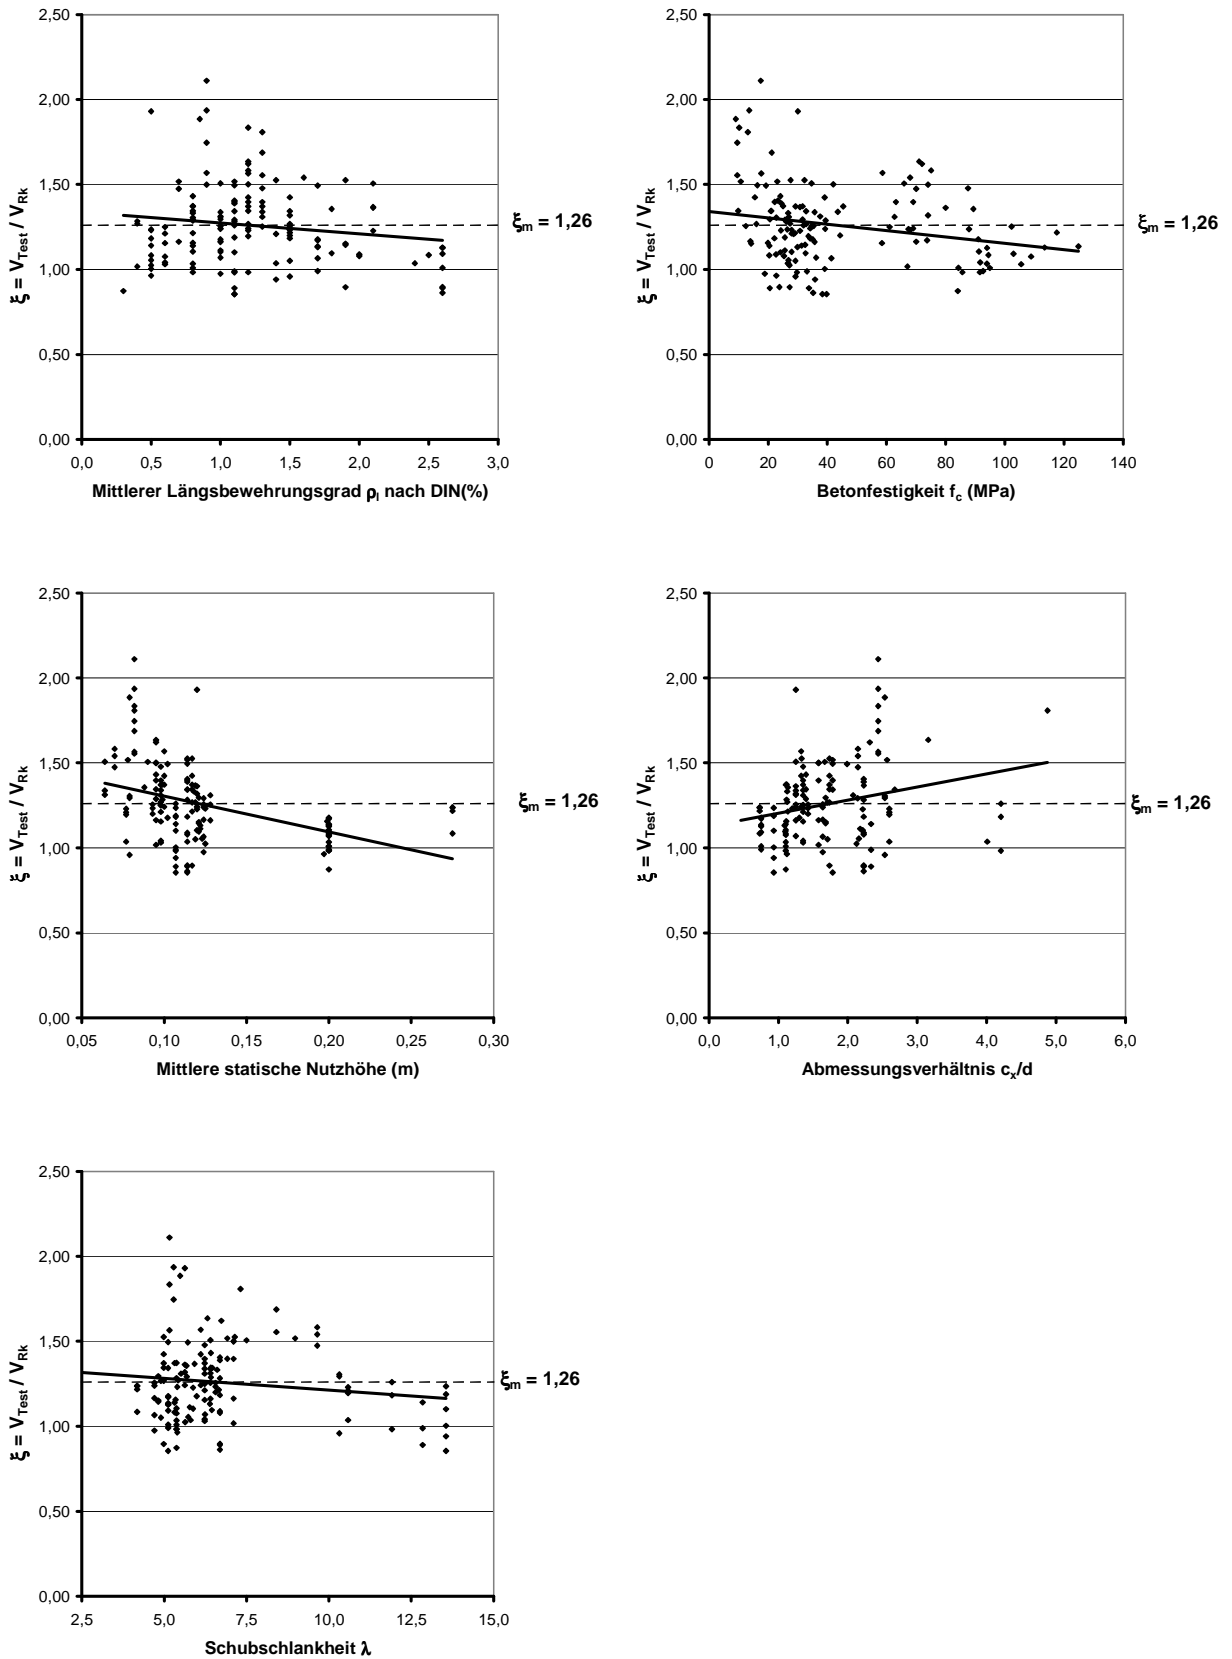 2,50
2,00
1,50
1,00
0,50
0,00
ξ = V_Test / V_Rk
ξm = 1,26
0,0 0,5 1,0 1,5 2,0 2,5 3,0
Mittlerer Längsbewehrungsgrad ρl nach DIN(%)
2,50
2,00
1,50
1,00
0,50
0,00
ξ = V_Test / V_Rk
ξm = 1,26
0 20 40 60 80 100 120 140
Betonfestigkeit fc (MPa)
2,50
2,00
1,50
1,00
0,50
0,00
ξ = V_Test / V_Rk
ξm = 1,26
0,05 0,10 0,15 0,20 0,25 0,30
Mittlere statische Nutzhöhe (m)
2,50
2,00
1,50
1,00
0,50
0,00
ξ = V_Test / V_Rk
ξm = 1,26
0,0 1,0 2,0 3,0 4,0 5,0 6,0
Abmessungsverhältnis cx/d
2,50
2,00
1,50
1,00
0,50
0,00
ξ = V_Test / V_Rk
ξm = 1,26
2,5 5,0 7,5 10,0 12,5 15,0
Schubschlankheit λ